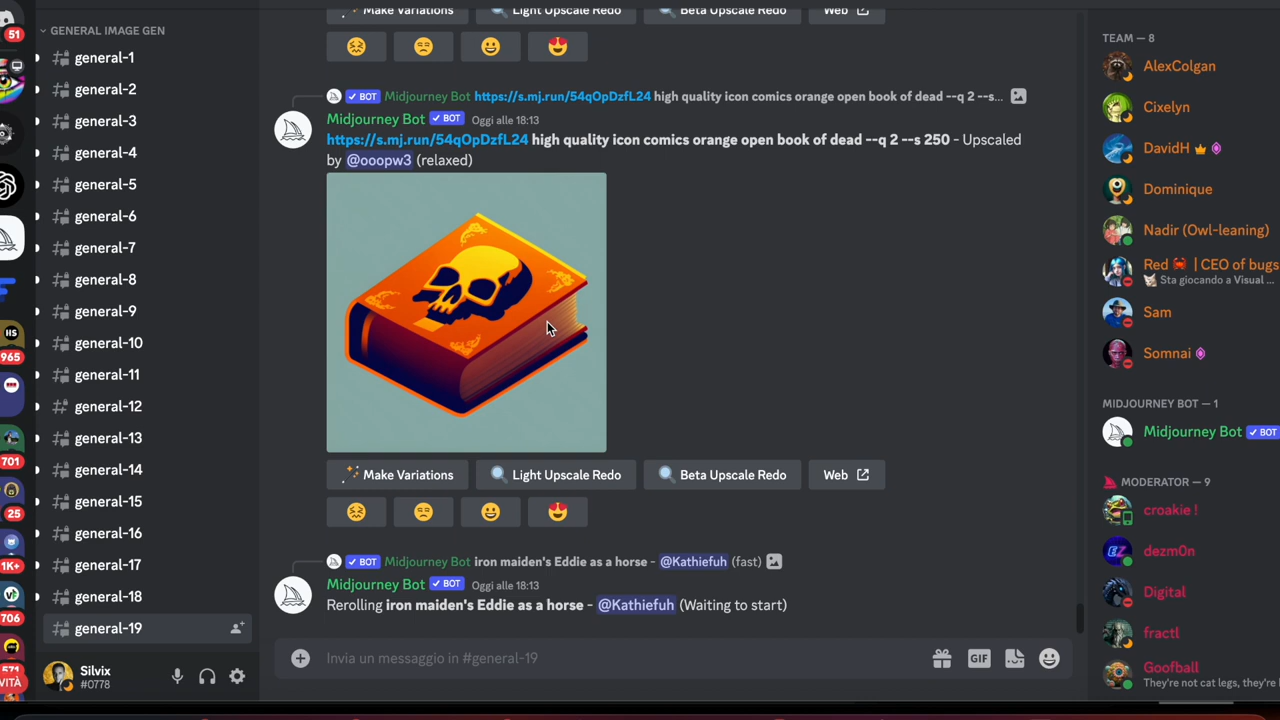 51
IIS
965
701
25
1K+
706
571
VITÀ
GENERAL IMAGE GEN
general-1
general-2
general-3
general-4
general-5
general-6
general-7
general-8
general-9
general-10
general-11
general-12
general-13
general-14
general-15
general-16
general-17
general-18
general-19
Silvix
#0778
Make Variations Light Upscale Redo Beta Upscale Redo Web
BOT Midjourney Bot https://s.mj.run/54qOpDzfL24 high quality icon comics orange open book of dead --q 2 --s...
Midjourney Bot BOT Oggi alle 18:13
https://s.mj.run/54qOpDzfL24 high quality icon comics orange open book of dead --q 2 --s 250 - Upscaled
by @ooopw3 (relaxed)
Make Variations Light Upscale Redo Beta Upscale Redo Web
BOT Midjourney Bot iron maiden's Eddie as a horse - @Kathiefuh (fast)
Midjourney Bot BOT Oggi alle 18:13
Rerolling iron maiden's Eddie as a horse - @Kathiefuh (Waiting to start)
Invia un messaggio in #general-19
GIF
TEAM — 8
AlexColgan
Cixelyn
DavidH
Dominique
Nadir (Owl-leaning)
Red | CEO of bugs
Sta giocando a Visual ...
Sam
Somnai
MIDJOURNEY BOT — 1
Midjourney Bot BOT
MODERATOR — 9
croakie !
EZ
dezm0n
Digital
fractl
Goofball
They're not cat legs, they're